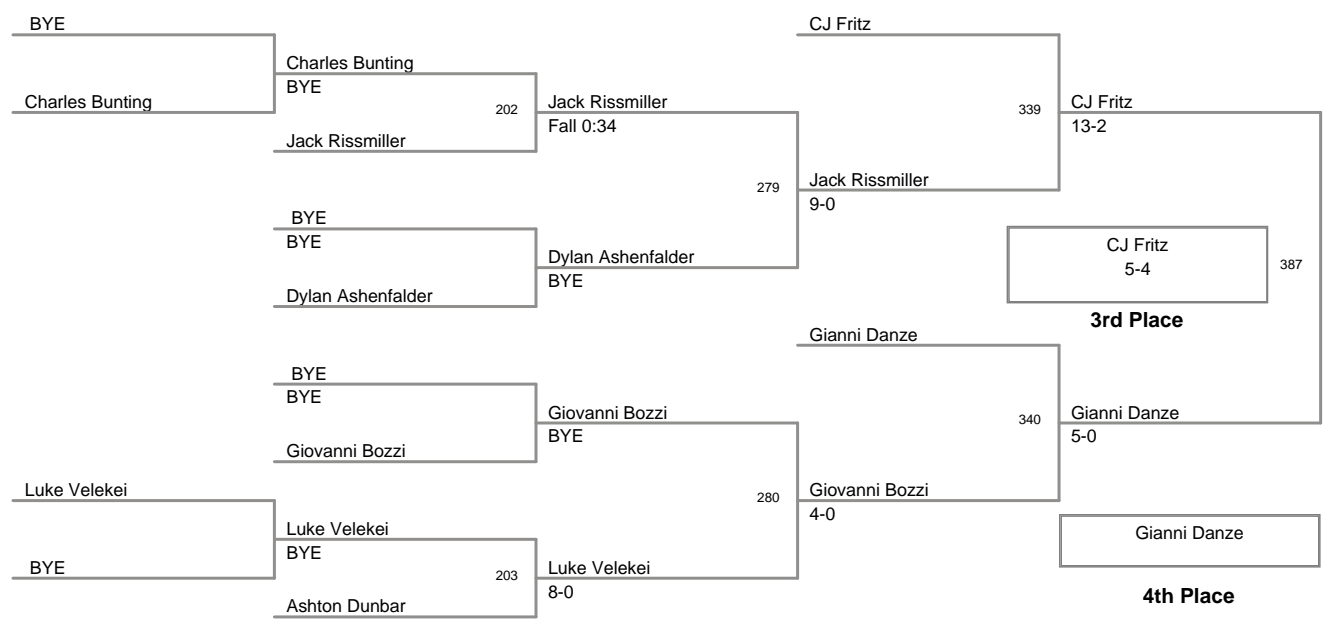 BYE
CJ Fritz
Charles Bunting
BYE
Charles Bunting
202
Jack Rissmiller
Fall 0:34
339
CJ Fritz
13-2
Jack Rissmiller
279
Jack Rissmiller
9-0
BYE
BYE
Dylan Ashenfalder
BYE
CJ Fritz
5-4
387
Dylan Ashenfalder
3rd Place
Gianni Danze
BYE
BYE
Giovanni Bozzi
BYE
340
Gianni Danze
5-0
Giovanni Bozzi
Luke Velekei
280
Giovanni Bozzi
4-0
Luke Velekei
BYE
Gianni Danze
BYE
203
Luke Velekei
8-0
4th Place
Ashton Dunbar